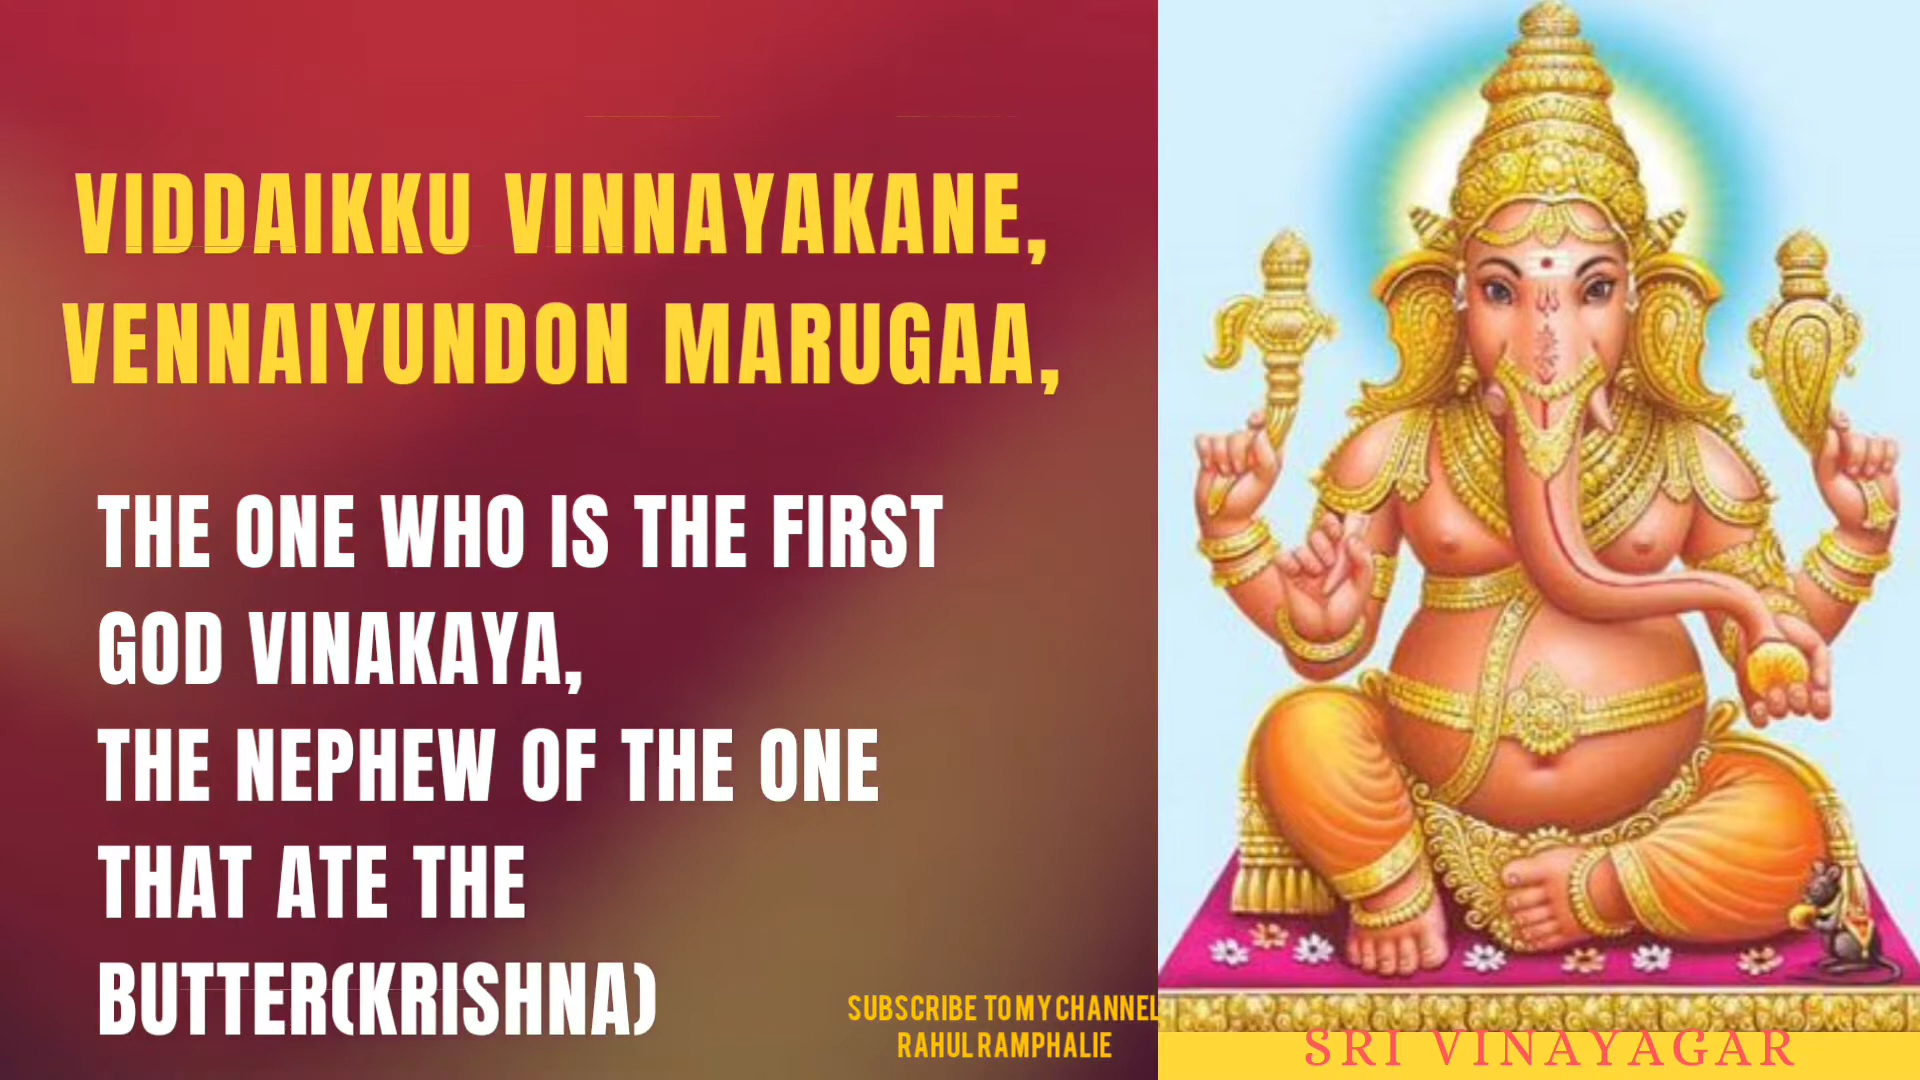 VIDDAIKKU VINNAYAKANE,
VENNAIYUNDON MARUGAA,
THE ONE WHO IS THE FIRST
GOD VINAKAYA,
THE NEPHEW OF THE ONE
THAT ATE THE
BUTTER(KRISHNA)
SUBSCRIBE TO MY CHANNEL
RAHUL RAMPHALIE
SRI VINAYAGAR